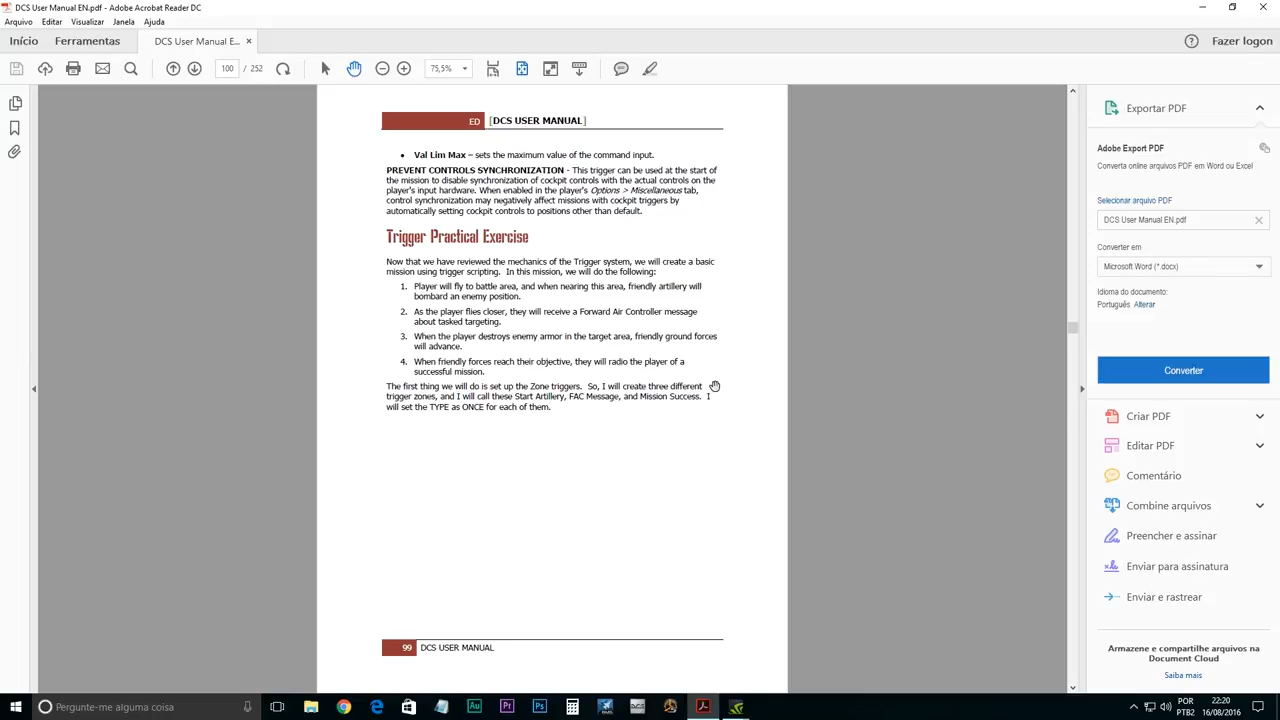 DCS User Manual EN.pdf - Adobe Acrobat Reader DC
Arquivo Editar Visualizar Janela Ajuda
Início Ferramentas DCS User Manual E... × ? Fazer logon
100 / 252 75,5%
ED [DCS USER MANUAL]
• Val Lim Max – sets the maximum value of the command input.
PREVENT CONTROLS SYNCHRONIZATION - This trigger can be used at the start of
the mission to disable synchronization of cockpit controls with the actual controls on the
player's input hardware. When enabled in the player's Options > Miscellaneous tab,
control synchronization may negatively affect missions with cockpit triggers by
automatically setting cockpit controls to positions other than default.
Trigger Practical Exercise
Now that we have reviewed the mechanics of the Trigger system, we will create a basic
mission using trigger scripting. In this mission, we will do the following:
1. Player will fly to battle area, and when nearing this area, friendly artillery will
bombard an enemy position.
2. As the player flies closer, they will receive a Forward Air Controller message
about tasked targeting.
3. When the player destroys enemy armor in the target area, friendly ground forces
will advance.
4. When friendly forces reach their objective, they will radio the player of a
successful mission.
The first thing we will do is set up the Zone triggers. So, I will create three different
trigger zones, and I will call these Start Artillery, FAC Message, and Mission Success. I
will set the TYPE as ONCE for each of them.
99 DCS USER MANUAL
Exportar PDF
Adobe Export PDF
Converta online arquivos PDF em Word ou Excel
Selecionar arquivo PDF
DCS User Manual EN.pdf
Converter em
Microsoft Word (*.docx)
Idioma do documento:
Português Alterar
Converter
Criar PDF
Editar PDF
Comentário
Combine arquivos
Preencher e assinar
Enviar para assinatura
Enviar e rastrear
Armazene e compartilhe arquivos na
Document Cloud
Saiba mais
Pergunte-me alguma coisa
Au Pr Ps DCS
POR 22:20
PTB2 16/08/2016